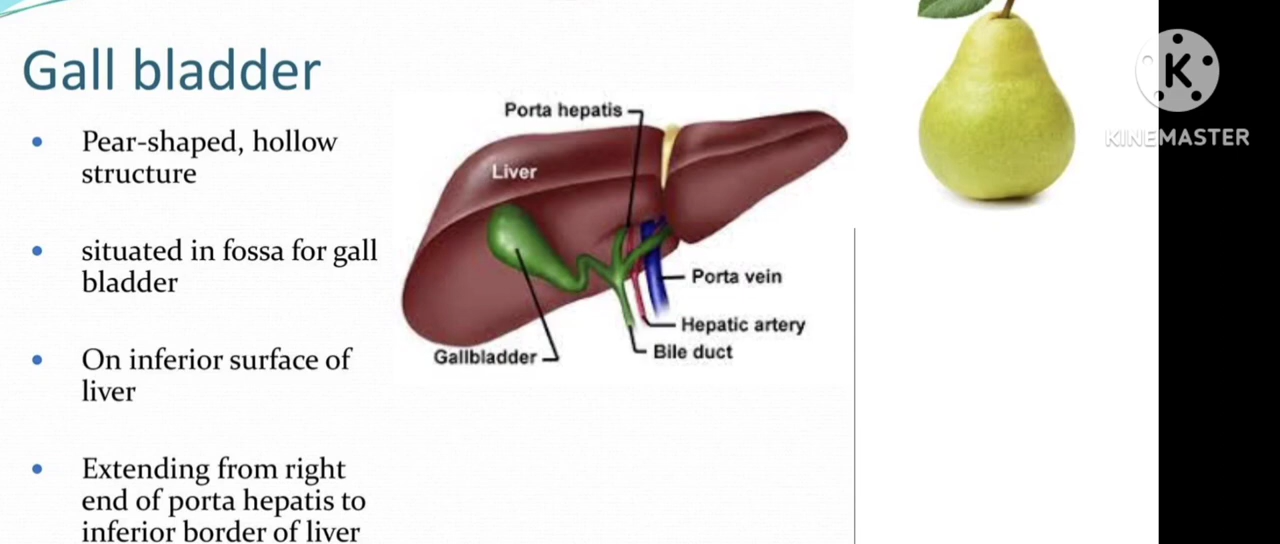 Gall bladder
Pear-shaped, hollow
structure
situated in fossa for gall
bladder
On inferior surface of
liver
Extending from right
end of porta hepatis to
inferior border of liver
Porta hepatis
Liver
Porta vein
Hepatic artery
Bile duct
Gallbladder
K
KINEMASTER